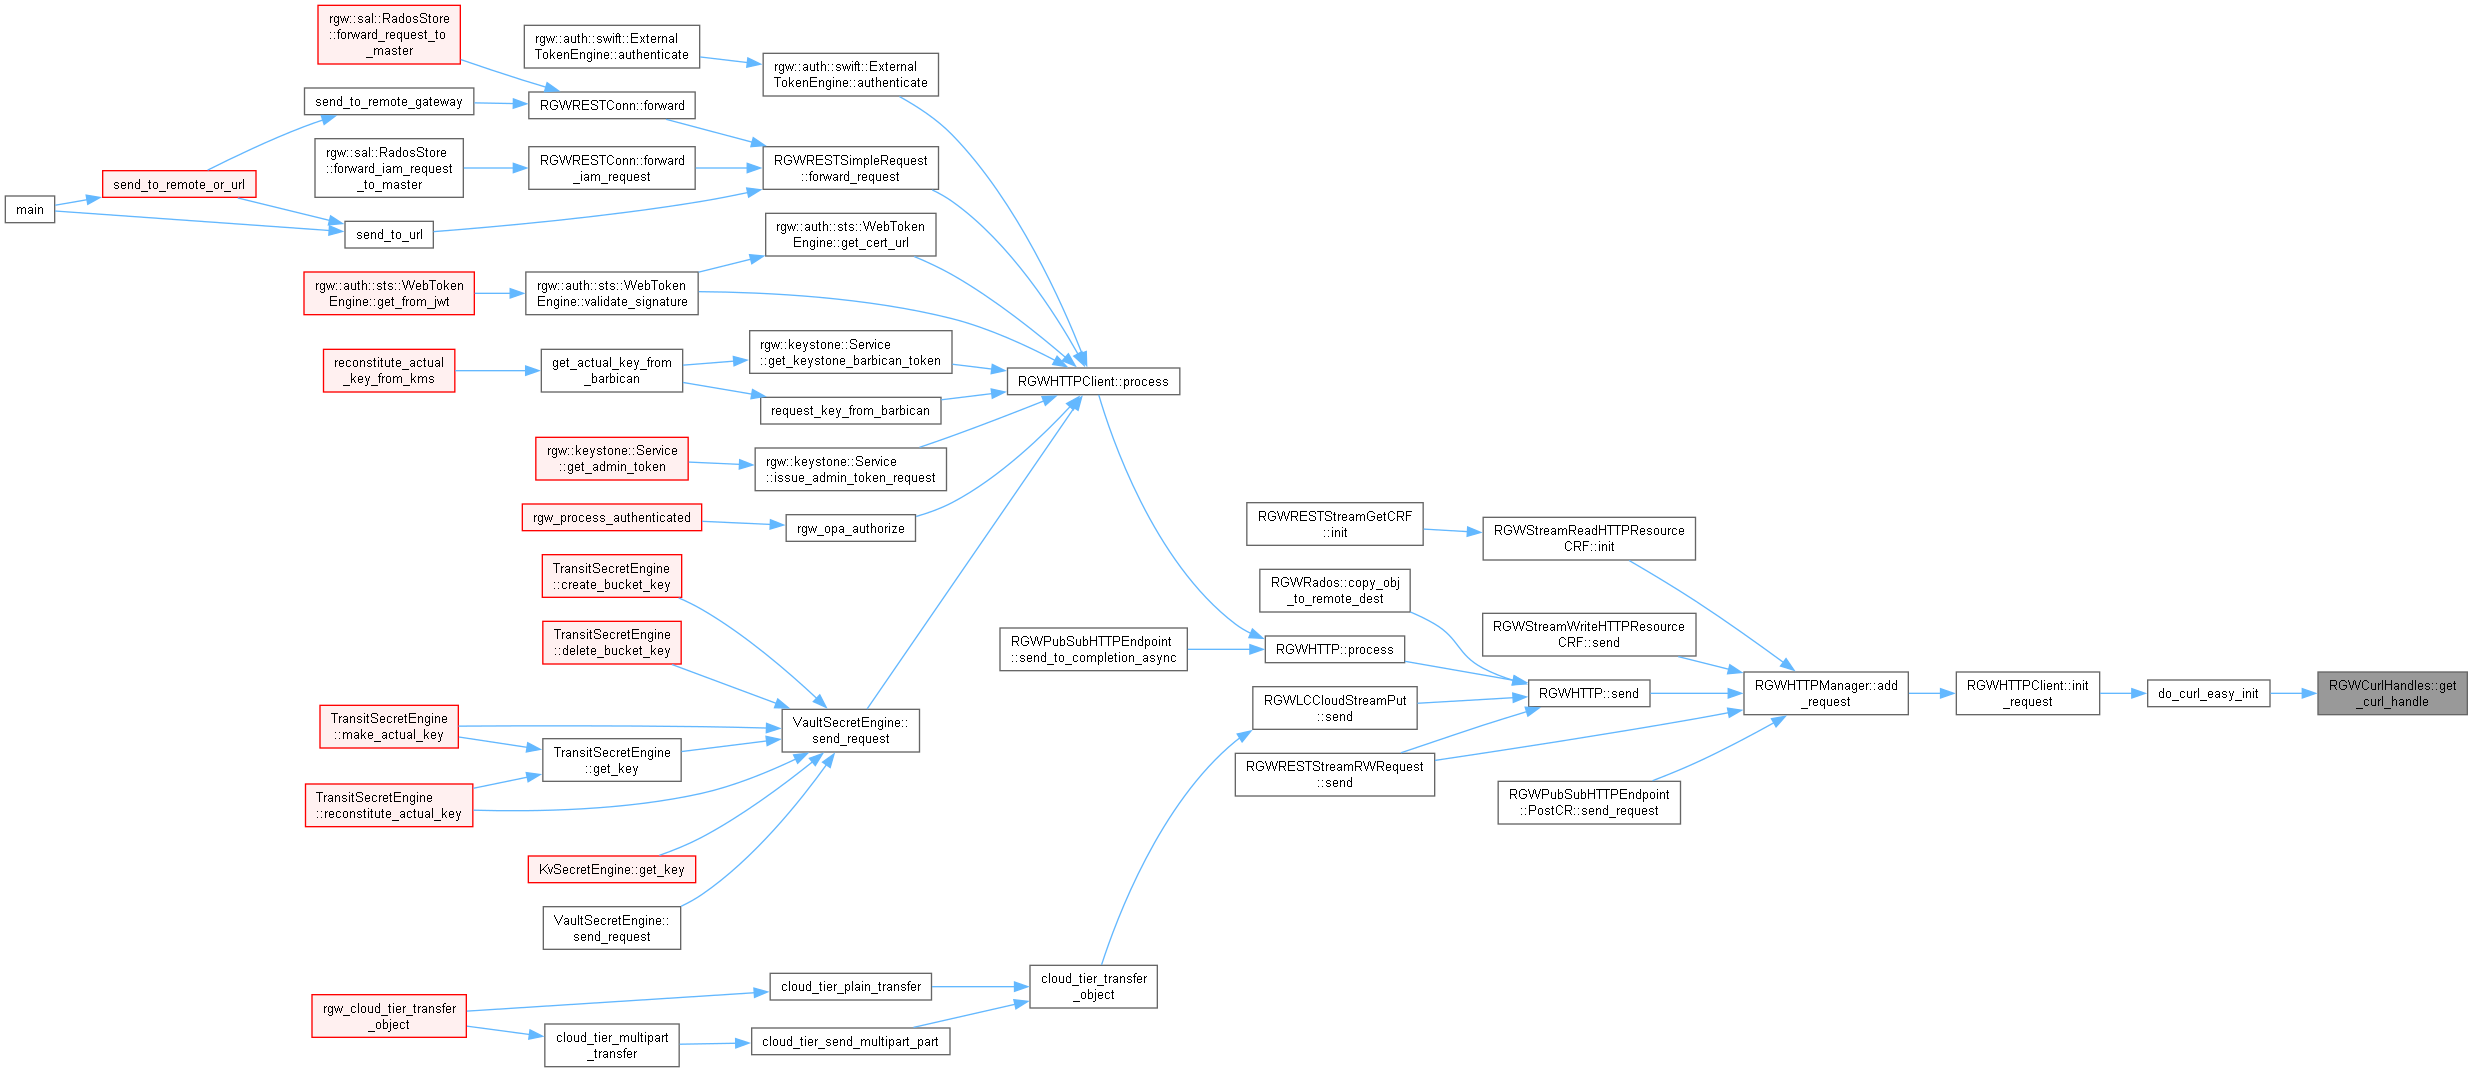 rgw::sal::RadosStore
::forward_request_to
_master
rgw::auth::swift::External
TokenEngine::authenticate
rgw::auth::swift::External
TokenEngine::authenticate
send_to_remote_gateway
RGWRESTConn::forward
rgw::sal::RadosStore
::forward_iam_request
_to_master
RGWRESTConn::forward
_iam_request
RGWRESTSimpleRequest
::forward_request
send_to_remote_or_url
main
send_to_url
rgw::auth::sts::WebToken
Engine::get_cert_url
rgw::auth::sts::WebToken
Engine::get_from_jwt
rgw::auth::sts::WebToken
Engine::validate_signature
reconstitute_actual
_key_from_kms
get_actual_key_from
_barbican
rgw::keystone::Service
::get_keystone_barbican_token
RGWHTTPClient::process
request_key_from_barbican
rgw::keystone::Service
::get_admin_token
rgw::keystone::Service
::issue_admin_token_request
rgw_process_authenticated
rgw_opa_authorize
RGWRESTStreamGetCRF
::init
RGWStreamReadHTTPResource
CRF::init
TransitSecretEngine
::create_bucket_key
RGWRados::copy_obj
_to_remote_dest
TransitSecretEngine
::delete_bucket_key
RGWPubSubHTTPEndpoint
::send_to_completion_async
RGWHTTP::process
RGWStreamWriteHTTPResource
CRF::send
TransitSecretEngine
::make_actual_key
TransitSecretEngine
::get_key
VaultSecretEngine::
send_request
RGWLCCloudStreamPut
::send
RGWHTTP::send
RGWHTTPManager::add
_request
RGWHTTPClient::init
_request
do_curl_easy_init
RGWCurlHandles::get
_curl_handle
TransitSecretEngine
::reconstitute_actual_key
RGWRESTStreamRWRequest
::send
RGWPubSubHTTPEndpoint
::PostCR::send_request
KvSecretEngine::get_key
VaultSecretEngine::
send_request
cloud_tier_plain_transfer
cloud_tier_transfer
_object
rgw_cloud_tier_transfer
_object
cloud_tier_multipart
_transfer
cloud_tier_send_multipart_part